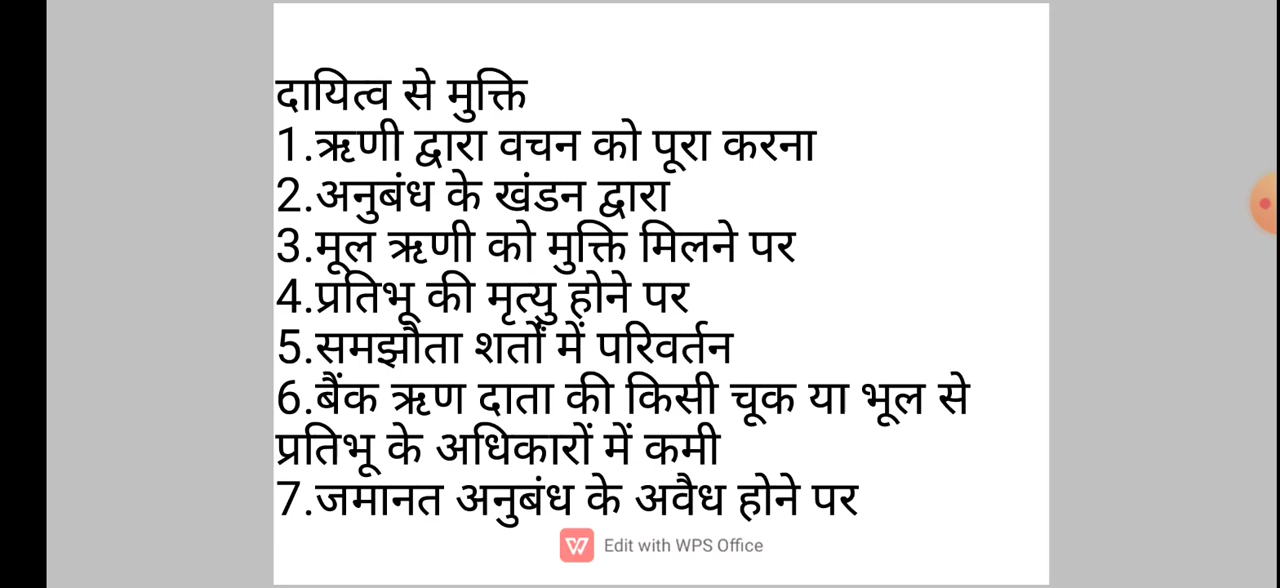 दायित्व से मुक्ति
1.ऋणी द्वारा वचन को पूरा करना
2.अनुबंध के खंडन द्वारा
3.मूल ऋणी को मुक्ति मिलने पर
4.प्रतिभू की मृत्यु होने पर
5.समझौता शर्तों में परिवर्तन
6.बैंक ऋण दाता की किसी चूक या भूल से
प्रतिभू के अधिकारों में कमी
7.जमानत अनुबंध के अवैध होने पर
Edit with WPS Office